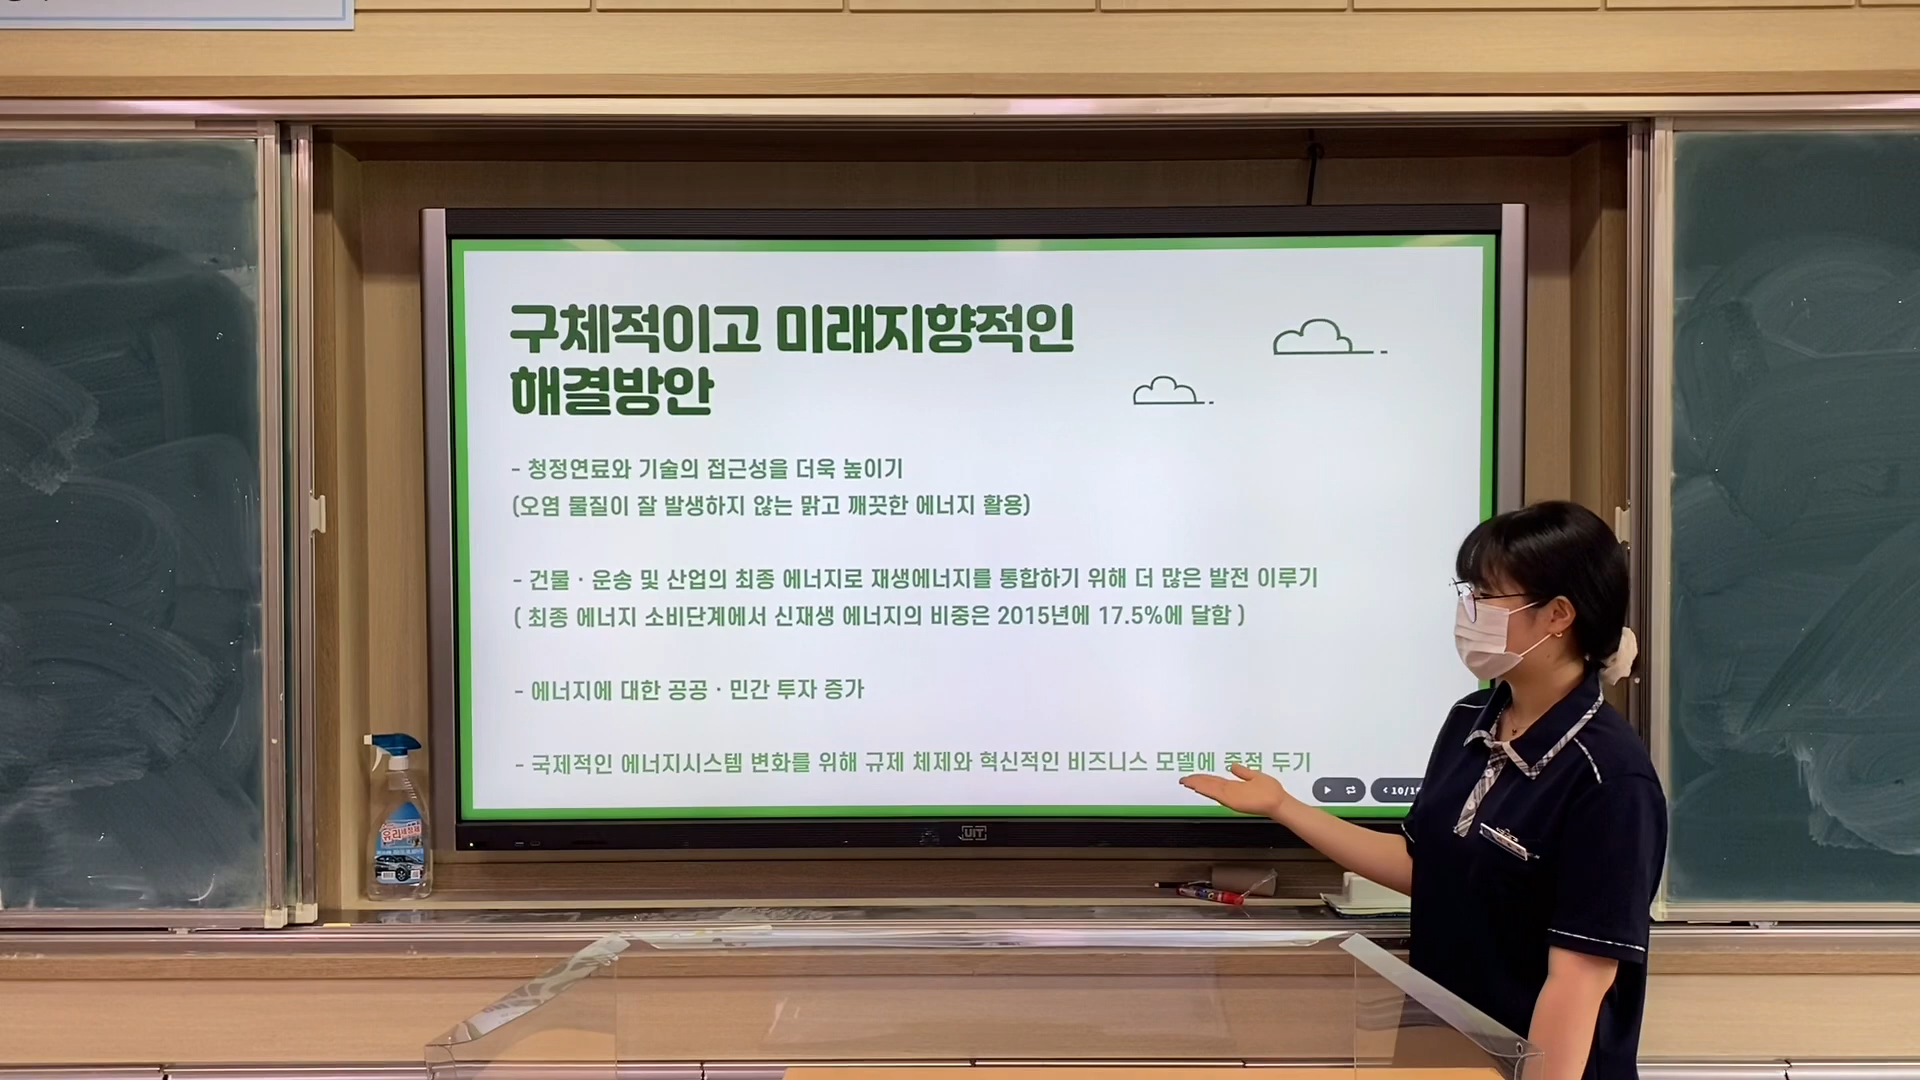 구체적이고 미래지향적인
해결방안
- 청정연료와 기술의 접근성을 더욱 높이기
(오염 물질이 잘 발생하지 않는 맑고 깨끗한 에너지 활용)
- 건물 · 운송 및 산업의 최종 에너지로 재생에너지를 통합하기 위해 더 많은 발전 이루기
( 최종 에너지 소비단계에서 신재생 에너지의 비중은 2015년에 17.5%에 달함 )
- 에너지에 대한 공공 · 민간 투자 증가
- 국제적인 에너지시스템 변화를 위해 규제 체제와 혁신적인 비즈니스 모델에 중점 두기
UIT
유리세정제